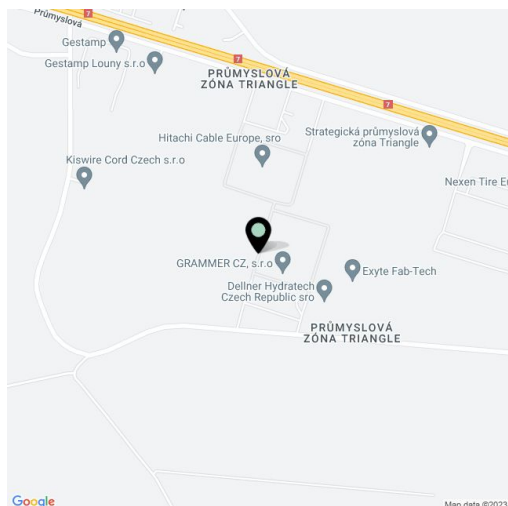 Průmyslová
7
Gestamp
Gestamp Louny s.r.o
7
PRŮMYSLOVÁ
ZÓNA TRIANGLE
7
Hitachi Cable Europe, sro
Strategická průmyslová
zóna Triangle
Kiswire Cord Czech s.r.o
Nexen Tire Eu
GRAMMER CZ, s.r.o
Exyte Fab-Tech
Dellner Hydratech
Czech Republic sro
PRŮMYSLOVÁ
ZÓNA TRIANGLE
Google
Map data ©2023